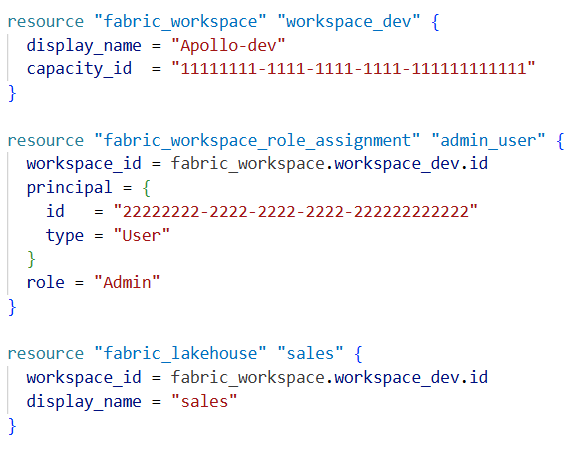 resource "fabric_workspace" "workspace_dev" {
  display_name = "Apollo-dev"
  capacity_id  = "11111111-1111-1111-1111-111111111111"
}

resource "fabric_workspace_role_assignment" "admin_user" {
  workspace_id = fabric_workspace.workspace_dev.id
  principal = {
    id   = "22222222-2222-2222-2222-222222222222"
    type = "User"
  }
  role = "Admin"
}

resource "fabric_lakehouse" "sales" {
  workspace_id = fabric_workspace.workspace_dev.id
  display_name = "sales"
}